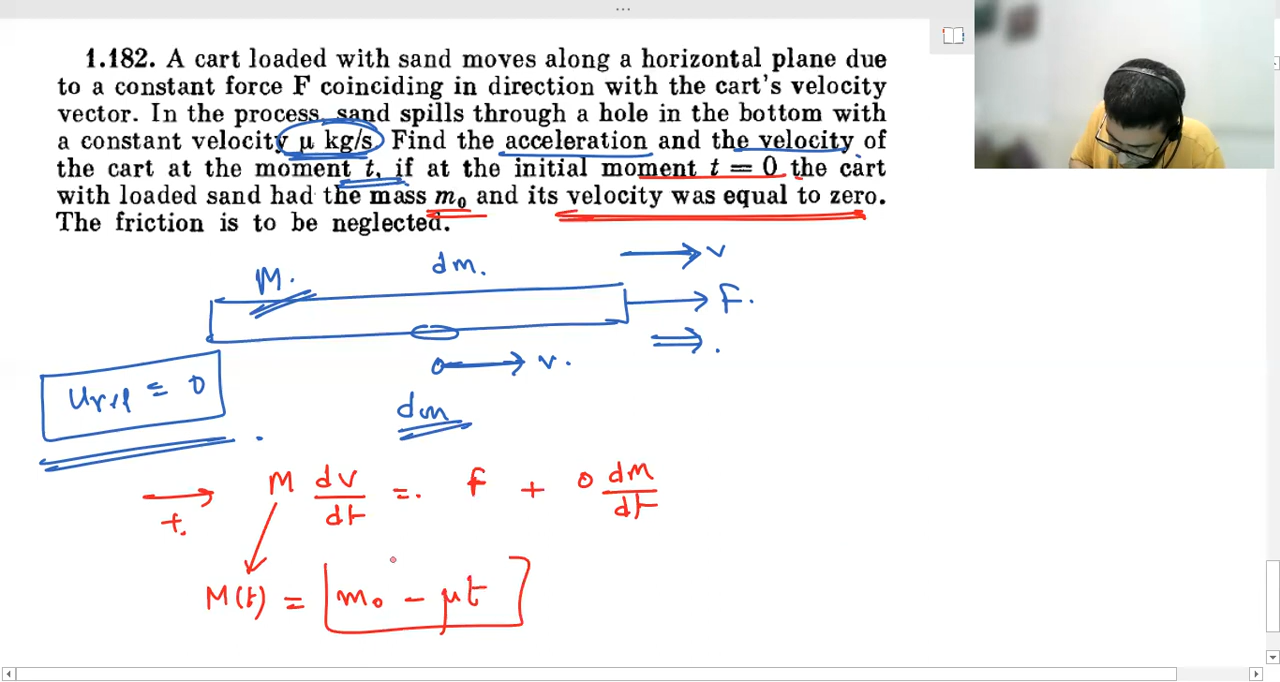 1.182. A cart loaded with sand moves along a horizontal plane due
to a constant force F coinciding in direction with the cart's velocity
vector. In the process sand spills through a hole in the bottom with
a constant velocity μ kg/s. Find the acceleration and the velocity of
the cart at the moment t, if at the initial moment t = 0 the cart
with loaded sand had the mass m₀ and its velocity was equal to zero.
The friction is to be neglected.
M. dm. → v
→ F.
⇒.
→ v.
Urel = 0
dm
→ M dv/dt = F + 0 dm/dt
t.
M(t) = [m₀ - μt]